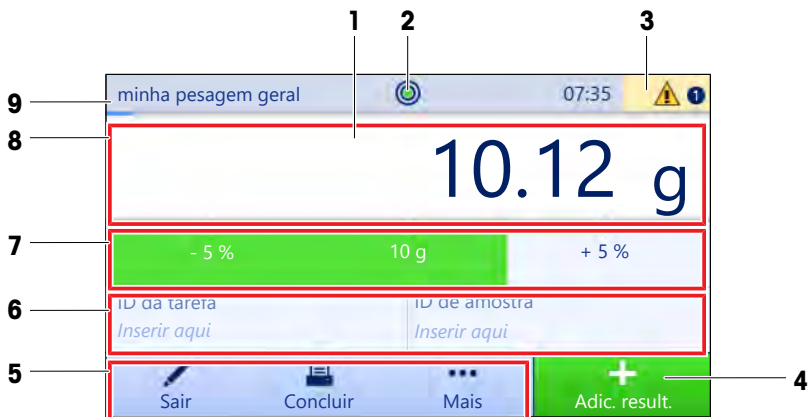 1 2 3
9 minha pesagem geral 07:35 1
8 10.12 g
7 - 5 % 10 g + 5 %
6 ID da tarefa ID de amostra
Inserir aqui Inserir aqui
5 Sair Concluir Mais Adic. result. 4